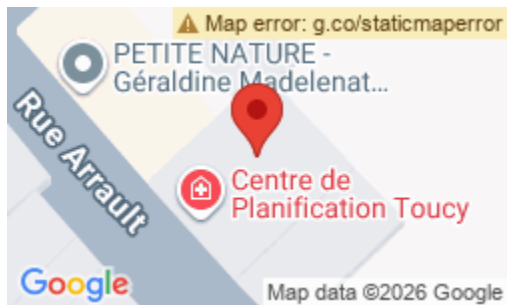 Map error: g.co/staticmaperror
PETITE NATURE -
Géraldine Madelenat...
Rue Arrault
Centre de
Planification Toucy
Google
Map data ©2026 Google